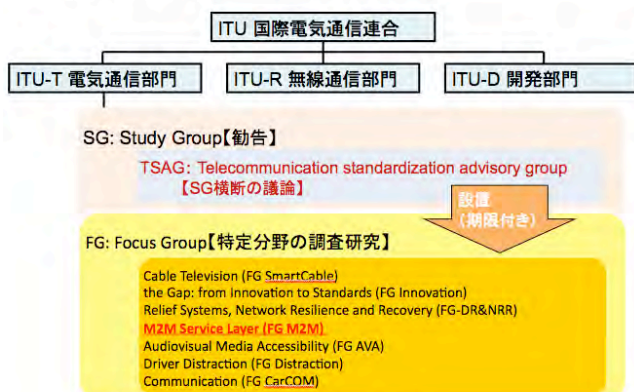 ITU 国際電気通信連合
ITU-T 電気通信部門
ITU-R 無線通信部門
ITU-D 開発部門
SG: Study Group【勧告】
TSAG: Telecommunication standardization advisory group
【SG横断の議論】
設置
(期限付き)
FG: Focus Group【特定分野の調査研究】
Cable Television (FG SmartCable)
the Gap: from Innovation to Standards (FG Innovation)
Relief Systems, Network Resilience and Recovery (FG-DR&NRR)
M2M Service Layer (FG M2M)
Audiovisual Media Accessibility (FG AVA)
Driver Distraction (FG Distraction)
Communication (FG CarCOM)